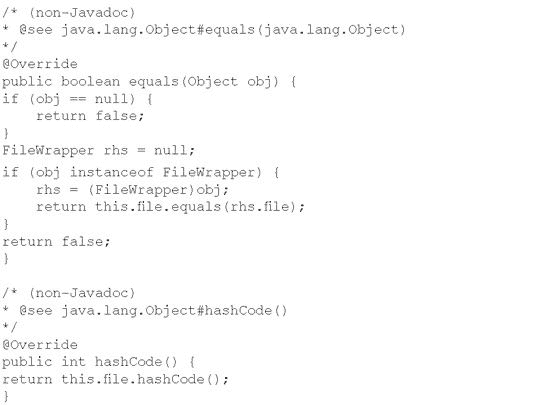 /* (non-Javadoc)
* @see java.lang.Object#equals(java.lang.Object)
*/
@Override
public boolean equals(Object obj) {
if (obj == null) {
    return false;
}
FileWrapper rhs = null;
if (obj instanceof FileWrapper) {
    rhs = (FileWrapper)obj;
    return this.file.equals(rhs.file);
}
return false;
}

/* (non-Javadoc)
* @see java.lang.Object#hashCode()
*/
@Override
public int hashCode() {
return this.file.hashCode();
}